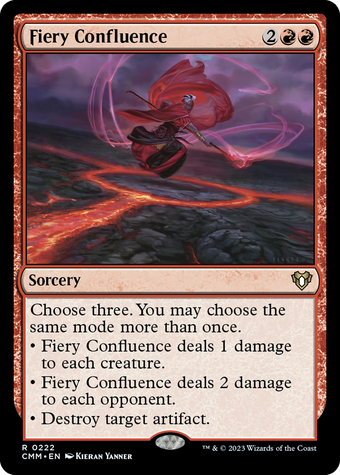 Fiery Confluence 2
Sorcery
Choose three. You may choose the
same mode more than once.
• Fiery Confluence deals 1 damage
to each creature.
• Fiery Confluence deals 2 damage
to each opponent.
• Destroy target artifact.
R 0222
CMM • EN KIERAN YANNER
™ & © 2023 Wizards of the Coast